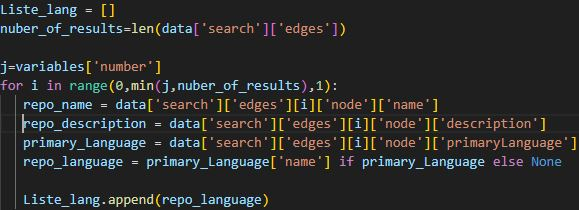 Liste_lang = []
nuber_of_results=len(data['search']['edges'])
j=variables['number']
for i in range(0,min(j,nuber_of_results),1):
repo_name = data['search']['edges'][i]['node']['name']
repo_description = data['search']['edges'][i]['node']['description']
primary_Language = data['search']['edges'][i]['node']['primaryLanguage']
repo_language = primary_Language['name'] if primary_Language else None
Liste_lang.append(repo_language)